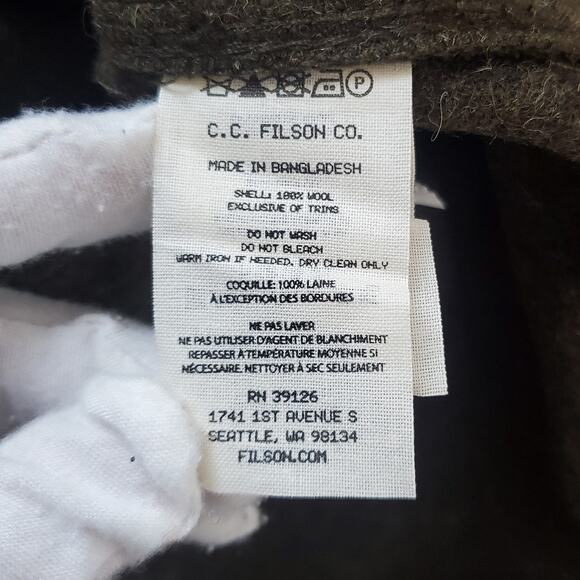 P
C.C. FILSON CO.
MADE IN BANGLADESH
SHELL: 100% WOOL
EXCLUSIVE OF TRIMS
DO NOT WASH
DO NOT BLEACH
WARM IRON IF NEEDED. DRY CLEAN ONLY
COQUILLE: 100% LAINE
À L'EXCEPTION DES BORDURES
NE PAS LAVER
NE PAS UTILISER D'AGENT DE BLANCHIMENT
REPASSER À TEMPÉRATURE MOYENNE SI
NÉCESSAIRE. NETTOYER À SEC SEULEMENT
RN 39126
1741 1ST AVENUE S
SEATTLE, WA 98134
FILSON.COM